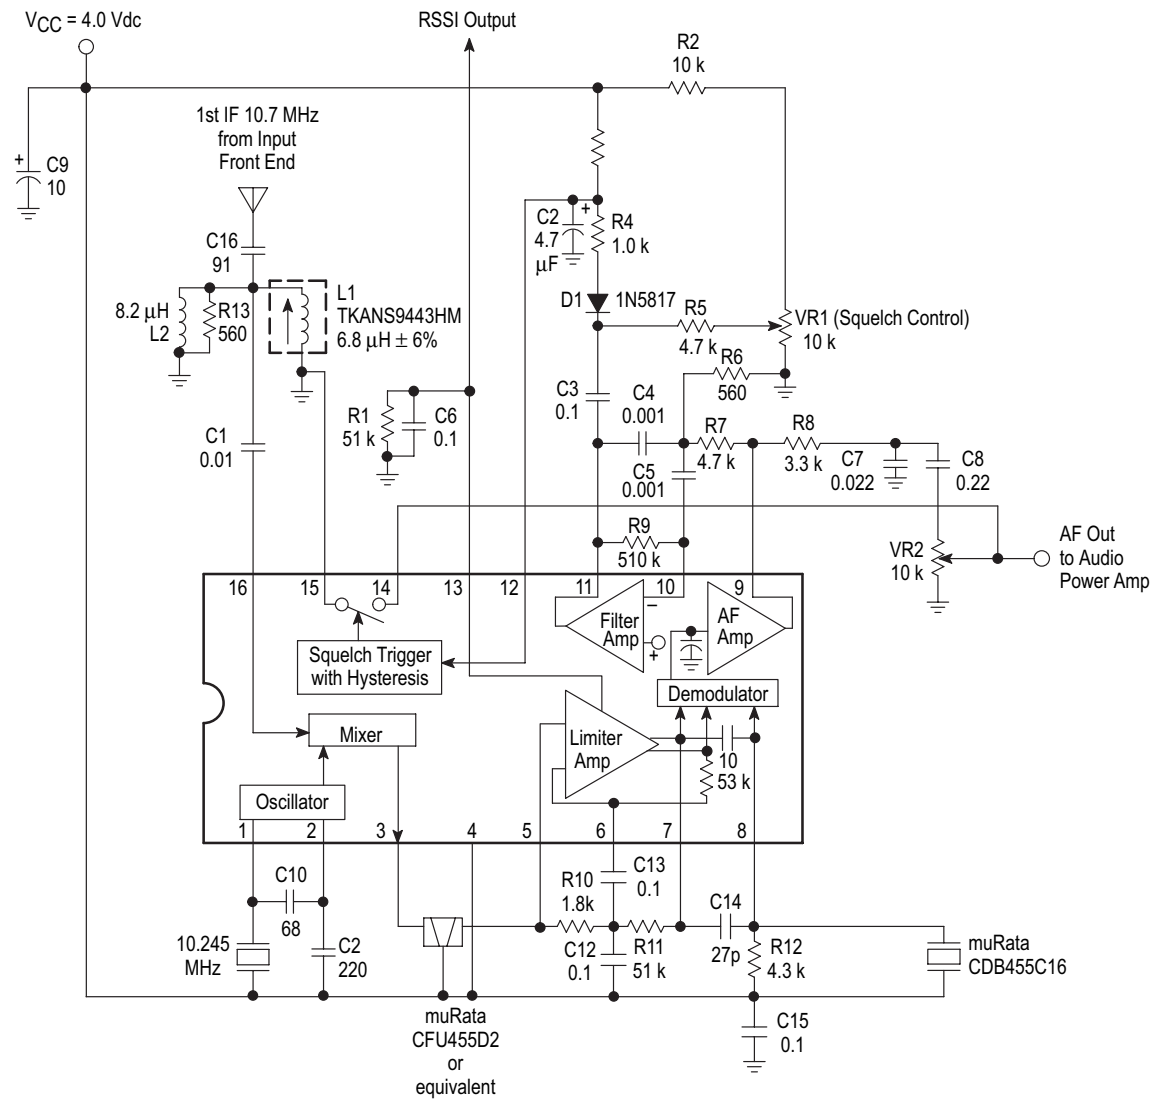 VCC = 4.0 Vdc
RSSI Output
R2
10 k
1st IF 10.7 MHz
from Input
Front End
+
C9
10
C16
91
8.2 µH
L2
R13
560
L1
TKANS9443HM
6.8 µH ± 6%
C2
4.7
µF
+
R4
1.0 k
D1
1N5817
R5
4.7 k
VR1 (Squelch Control)
10 k
R6
560
C3
0.1
C4
0.001
R1
51 k
C6
0.1
C1
0.01
R7
4.7 k
R8
3.3 k
C7
0.022
C8
0.22
C5
0.001
R9
510 k
VR2
10 k
AF Out
to Audio
Power Amp
16
15
14
13
12
11
10
9
Filter
Amp
−
+
AF
Amp
Squelch Trigger
with Hysteresis
Demodulator
Mixer
Limiter
Amp
10
53 k
Oscillator
1
2
3
4
5
6
7
8
C10
68
10.245
MHz
C2
220
R10
1.8k
C13
0.1
C12
0.1
R11
51 k
C14
27p
R12
4.3 k
muRata
CDB455C16
muRata
CFU455D2
or
equivalent
C15
0.1